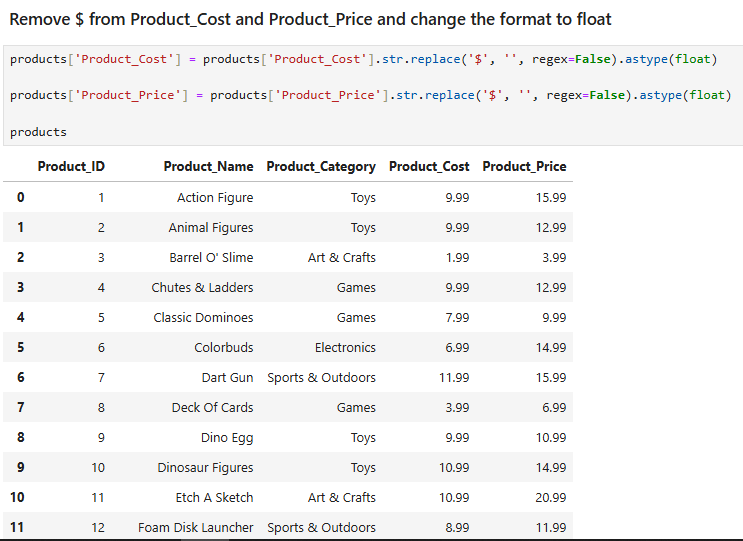 Remove $ from Product_Cost and Product_Price and change the format to float
products['Product_Cost'] = products['Product_Cost'].str.replace('$', '', regex=False).astype(float)
products['Product_Price'] = products['Product_Price'].str.replace('$', '', regex=False).astype(float)
products
Product_ID Product_Name Product_Category Product_Cost Product_Price
0 1 Action Figure Toys 9.99 15.99
1 2 Animal Figures Toys 9.99 12.99
2 3 Barrel O' Slime Art & Crafts 1.99 3.99
3 4 Chutes & Ladders Games 9.99 12.99
4 5 Classic Dominoes Games 7.99 9.99
5 6 Colorbuds Electronics 6.99 14.99
6 7 Dart Gun Sports & Outdoors 11.99 15.99
7 8 Deck Of Cards Games 3.99 6.99
8 9 Dino Egg Toys 9.99 10.99
9 10 Dinosaur Figures Toys 10.99 14.99
10 11 Etch A Sketch Art & Crafts 10.99 20.99
11 12 Foam Disk Launcher Sports & Outdoors 8.99 11.99